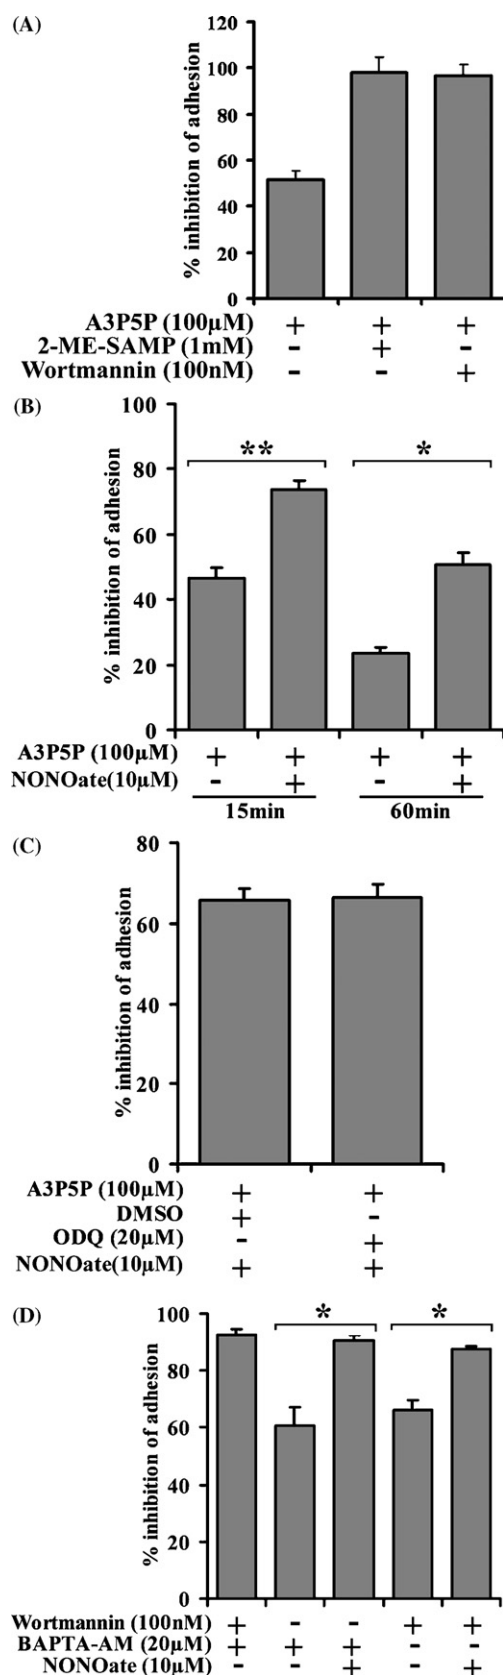 (A)
120
100
80
60
40
20
0
% inhibition of adhesion
A3P5P (100µM) + + +
2-ME-SAMP (1mM) - + -
Wortmannin (100nM) - - +
(B)
100
80
60
40
20
0
% inhibition of adhesion
** *
A3P5P (100µM) + + + +
NONOate(10µM) - + - +
15min 60min
(C)
80
60
40
20
0
% inhibition of adhesion
A3P5P (100µM) + +
DMSO + -
ODQ (20µM) - +
NONOate(10µM) + +
(D)
100
80
60
40
20
0
% inhibition of adhesion
* *
Wortmannin (100nM) + - - + +
BAPTA-AM (20µM) + + + - -
NONOate (10µM) - - + - +